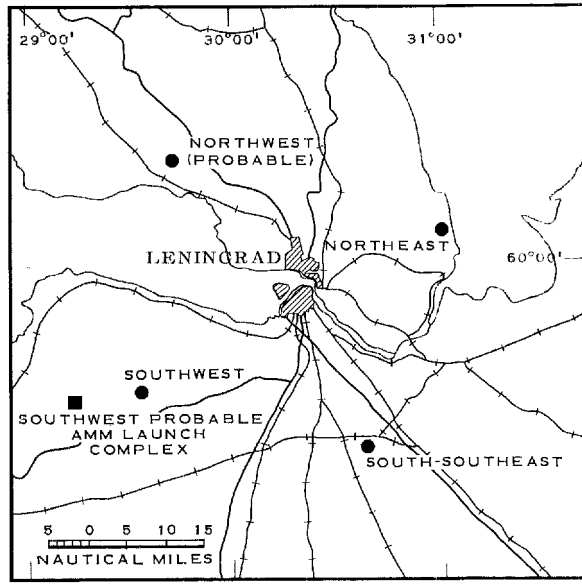 29°00' 30°00' 31°00'
NORTHWEST
(PROBABLE)
LENINGRAD
NORTHEAST
60°00'
SOUTHWEST
SOUTHWEST PROBABLE
AMM LAUNCH
COMPLEX
SOUTH-SOUTHEAST
5 0 5 10 15
NAUTICAL MILES